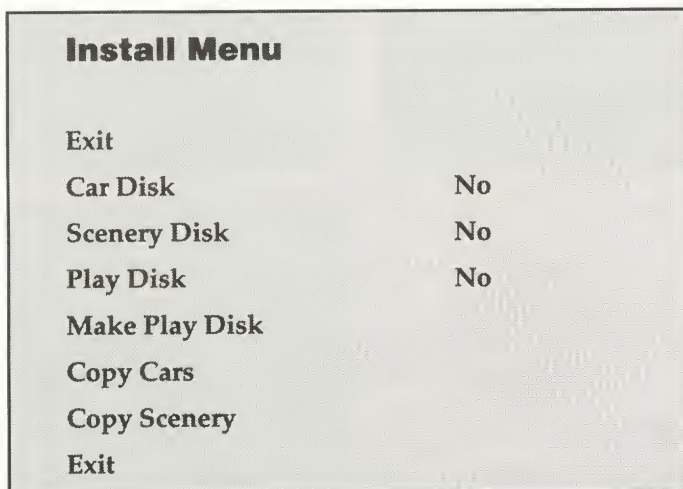 Install Menu
Exit
Car Disk No
Scenery Disk No
Play Disk No
Make Play Disk
Copy Cars
Copy Scenery
Exit